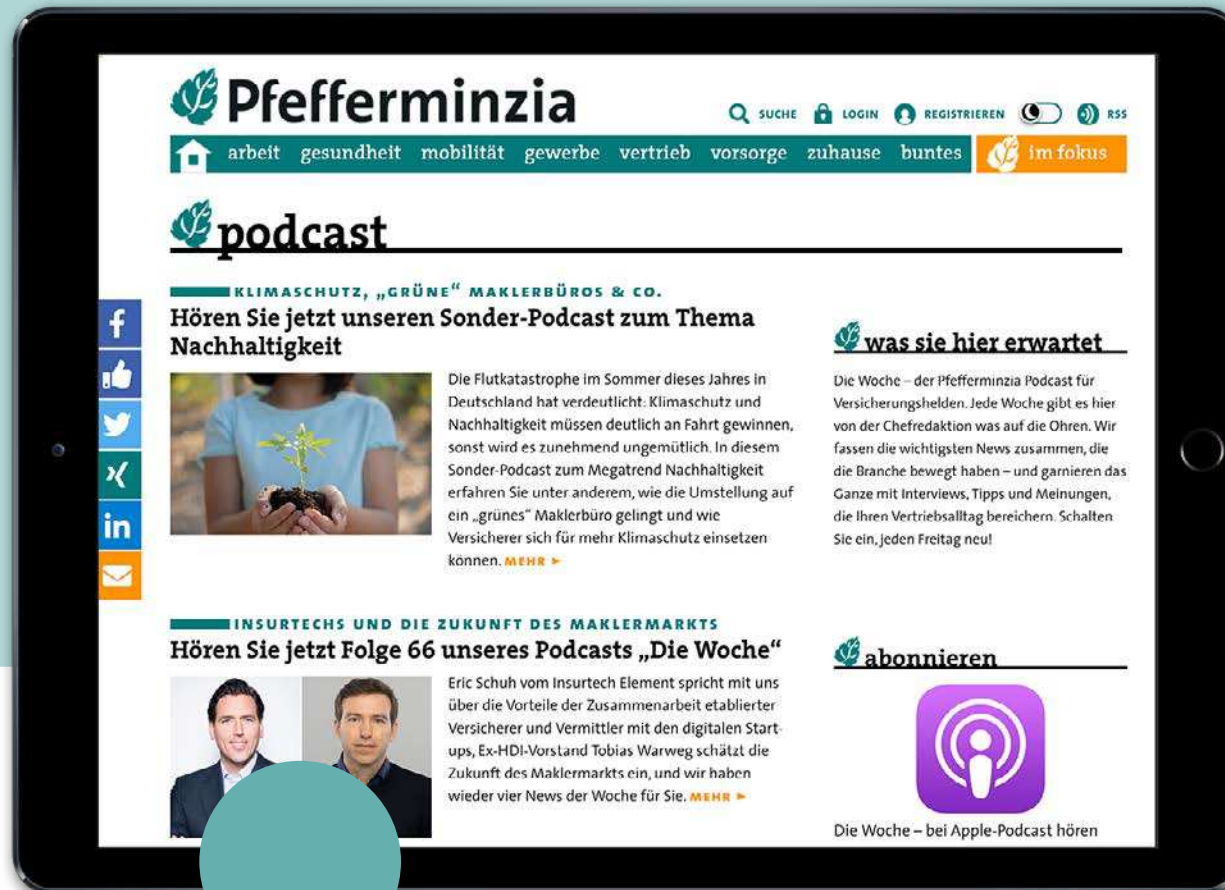 Pfefferminzia
SUCHE LOGIN REGISTRIEREN RSS
arbeit gesundheit mobilität gewerbe vertrieb vorsorge zuhause buntes im fokus
podcast
KLIMASCHUTZ, „GRÜNE“ MAKLERBÜROS & CO.
Hören Sie jetzt unseren Sonder-Podcast zum Thema
Nachhaltigkeit
Die Flutkatastrophe im Sommer dieses Jahres in
Deutschland hat verdeutlicht: Klimaschutz und
Nachhaltigkeit müssen deutlich an Fahrt gewinnen,
sonst wird es zunehmend ungemütlich. In diesem
Sonder-Podcast zum Megatrend Nachhaltigkeit
erfahren Sie unter anderem, wie die Umstellung auf
ein „grünes“ Maklerbüro gelingt und wie
Versicherer sich für mehr Klimaschutz einsetzen
können. MEHR ►
INSURTECHS UND DIE ZUKUNFT DES MAKLERMARKTS
Hören Sie jetzt Folge 66 unseres Podcasts „Die Woche“
Eric Schuh vom Insurtech Element spricht mit uns
über die Vorteile der Zusammenarbeit etablierter
Versicherer und Vermittler mit den digitalen Start-
ups, Ex-HDI-Vorstand Tobias Warweg schätzt die
Zukunft des Maklermarkts ein, und wir haben
wieder vier News der Woche für Sie. MEHR ►
was sie hier erwartet
Die Woche – der Pfefferminzia Podcast für
Versicherungshelden. Jede Woche gibt es hier
von der Chefredaktion was auf die Ohren. Wir
fassen die wichtigsten News zusammen, die
die Branche bewegt haben – und garnieren das
Ganze mit Interviews, Tipps und Meinungen,
die Ihren Vertriebsalltag bereichern. Schalten
Sie ein, jeden Freitag neu!
abonnieren
Die Woche – bei Apple-Podcast hören